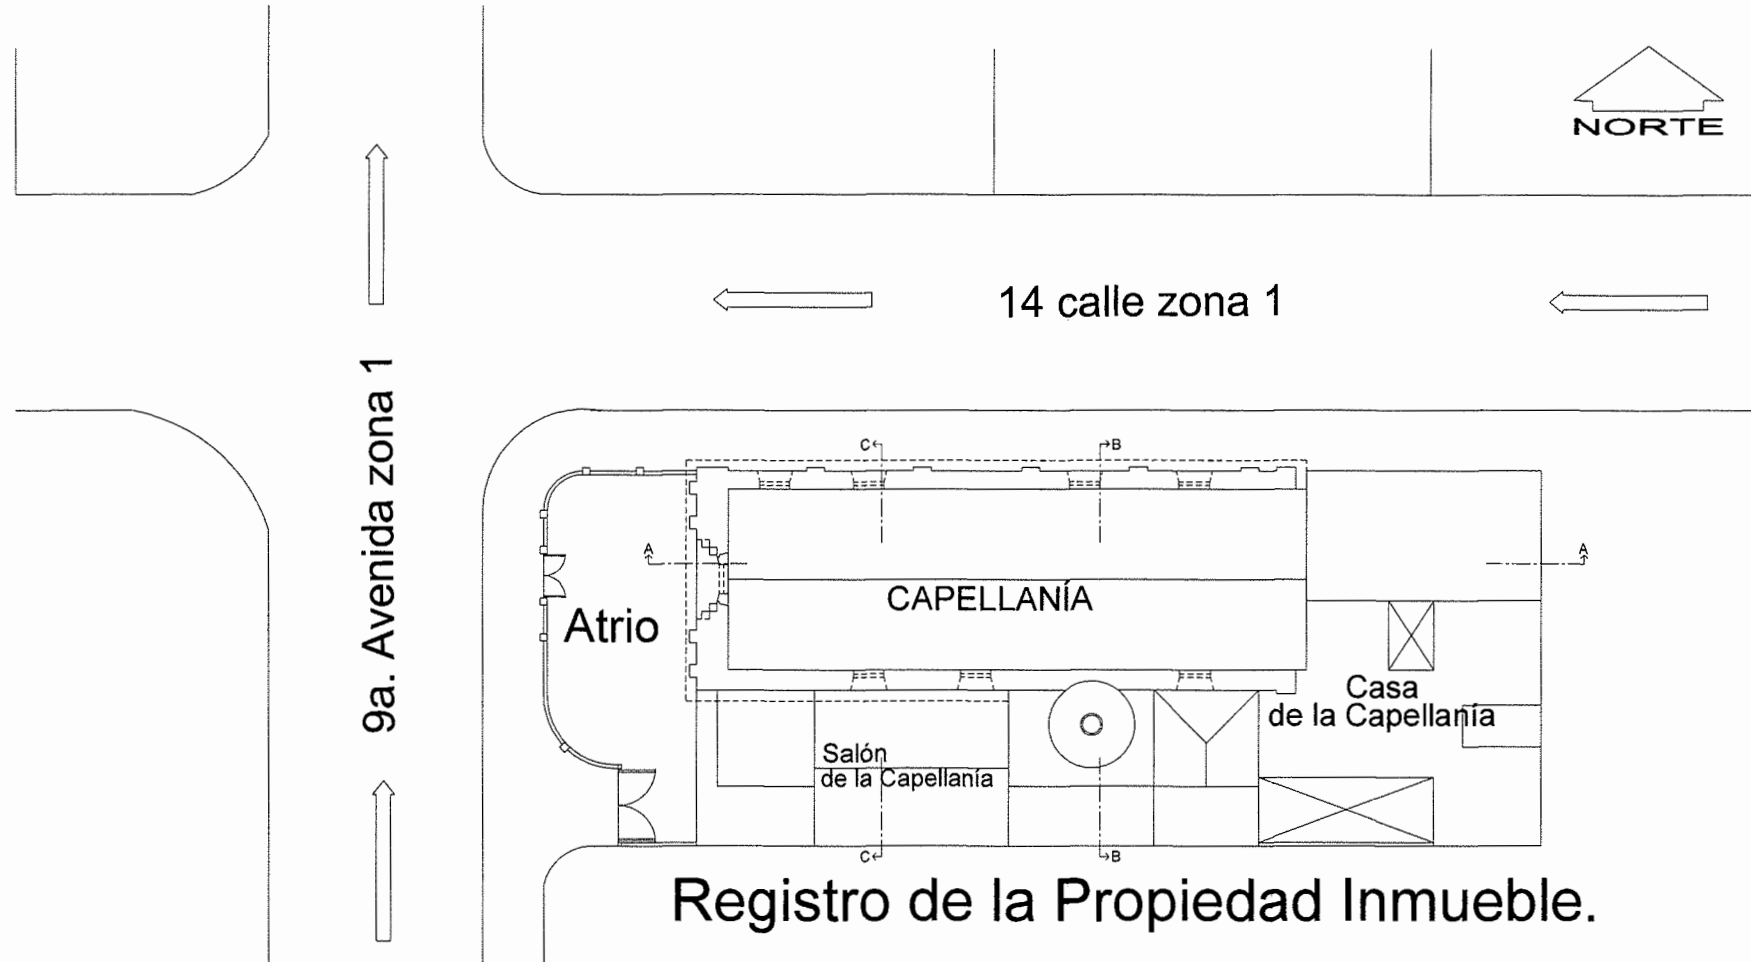 NORTE
14 calle zona 1
9a. Avenida zona 1
C
B
A
A
CAPELLANÍA
Atrio
Casa
de la Capellanía
Salón
de la Capellanía
C
B
Registro de la Propiedad Inmueble.